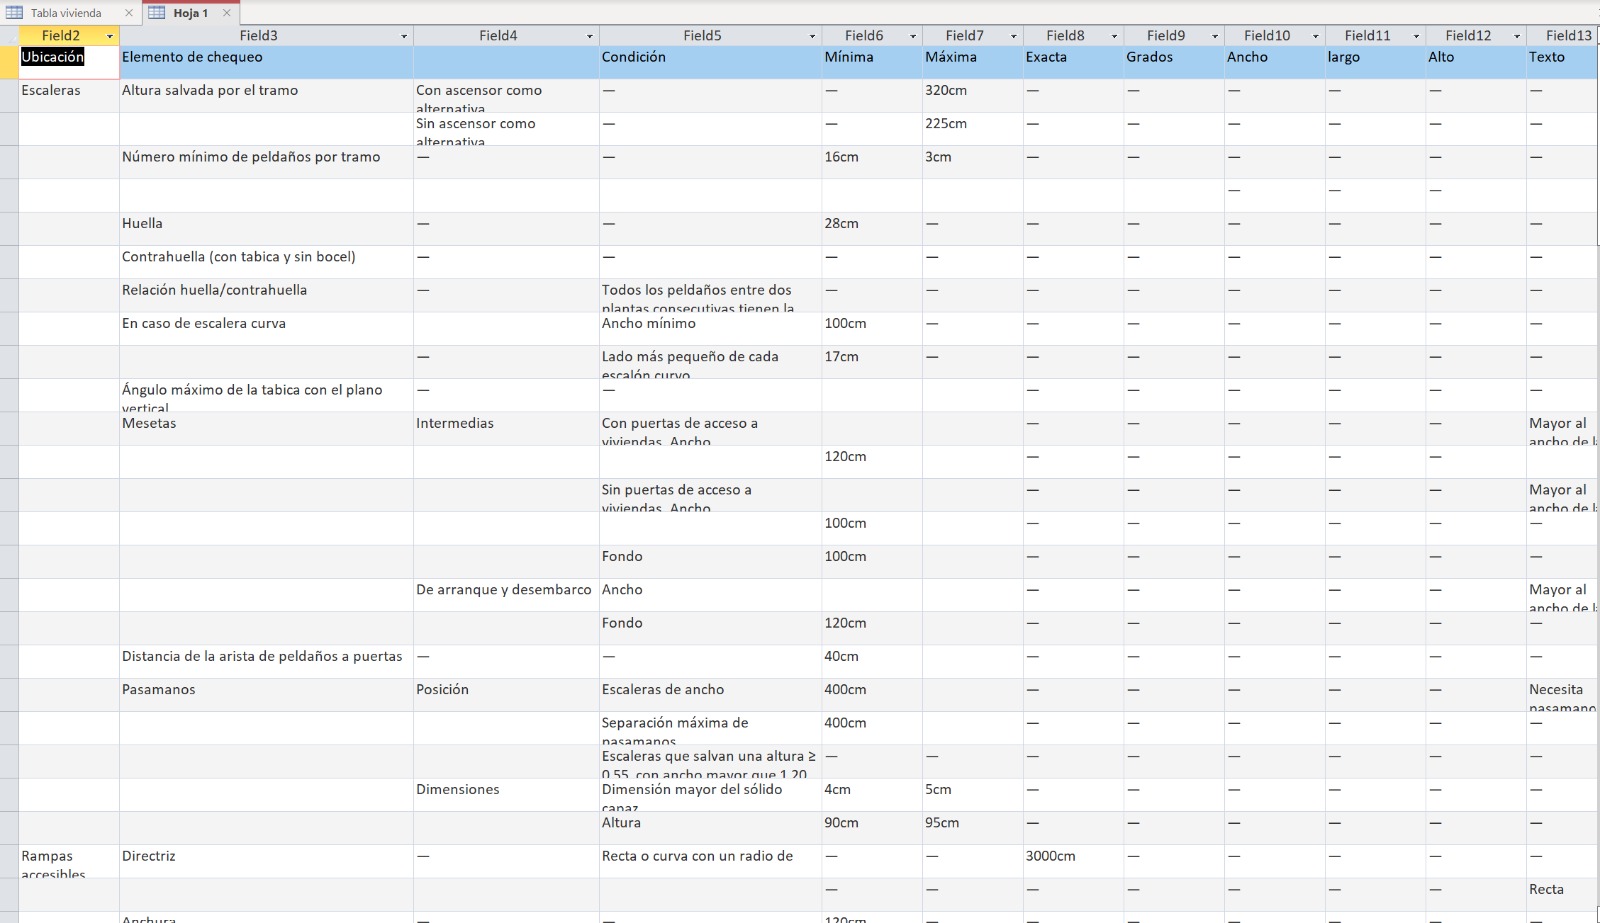 Tabla vivienda × Hoja 1 ×
Field2 Field3 Field4 Field5 Field6 Field7 Field8 Field9 Field10 Field11 Field12 Field13
Ubicación Elemento de chequeo Condición Mínima Máxima Exacta Grados Ancho largo Alto Texto
Escaleras Altura salvada por el tramo Con ascensor como — — 320cm — — — — — —
alternativa
Sin ascensor como — — 225cm — — — — — —
alternativa
Número mínimo de peldaños por tramo — — 16cm 3cm — — — — — —
— — —
Huella — — 28cm — — — — — — —
Contrahuella (con tabica y sin bocel) — — — — — — — — — —
Relación huella/contrahuella — Todos los peldaños entre dos — — — — — — — —
plantas consecutivas tienen la
En caso de escalera curva Ancho mínimo 100cm — — — — — — —
— Lado más pequeño de cada 17cm — — — — — — —
escalón curvo
Ángulo máximo de la tabica con el plano — — — — — — — —
vertical
Mesetas Intermedias Con puertas de acceso a — — — — — Mayor al
viviendas. Ancho ancho de
120cm — — — — —
Sin puertas de acceso a — — — — — Mayor al
viviendas. Ancho ancho de
100cm — — — — — —
Fondo 100cm — — — — — —
De arranque y desembarco Ancho — — — — — Mayor al
ancho de
Fondo 120cm — — — — — —
Distancia de la arista de peldaños a puertas — — 40cm — — — — — —
Pasamanos Posición Escaleras de ancho 400cm — — — — — Necesita
pasamano
Separación máxima de 400cm — — — — — —
pasamanos
Escaleras que salvan una altura ≥ — — — — — — — —
0,55, con ancho mayor que 1,20
Dimensiones Dimensión mayor del sólido 4cm 5cm — — — — — —
capaz
Altura 90cm 95cm — — — — — —
Rampas Directriz — Recta o curva con un radio de — — 3000cm — — — — —
accesibles
— — — — — — — Recta
Anchura — — 120cm — — — — — — —